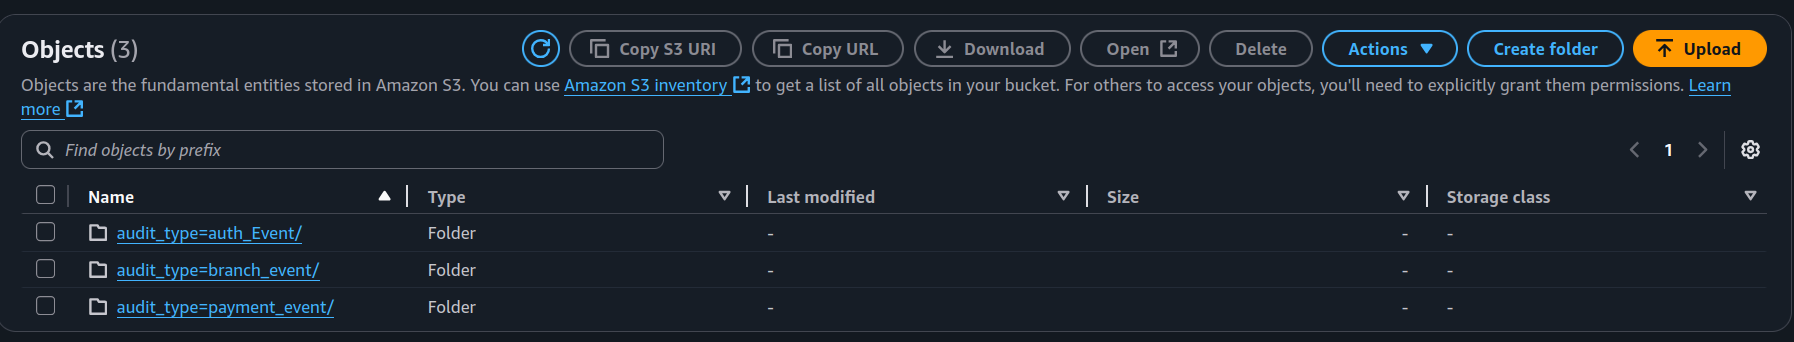 Objects (3)
Copy S3 URI
Copy URL
Download
Open
Delete
Actions
Create folder
Upload
Objects are the fundamental entities stored in Amazon S3. You can use Amazon S3 inventory to get a list of all objects in your bucket. For others to access your objects, you'll need to explicitly grant them permissions. Learn
more
Find objects by prefix
1
Name Type Last modified Size Storage class
audit_type=auth_Event/ Folder - - -
audit_type=branch_event/ Folder - - -
audit_type=payment_event/ Folder - - -